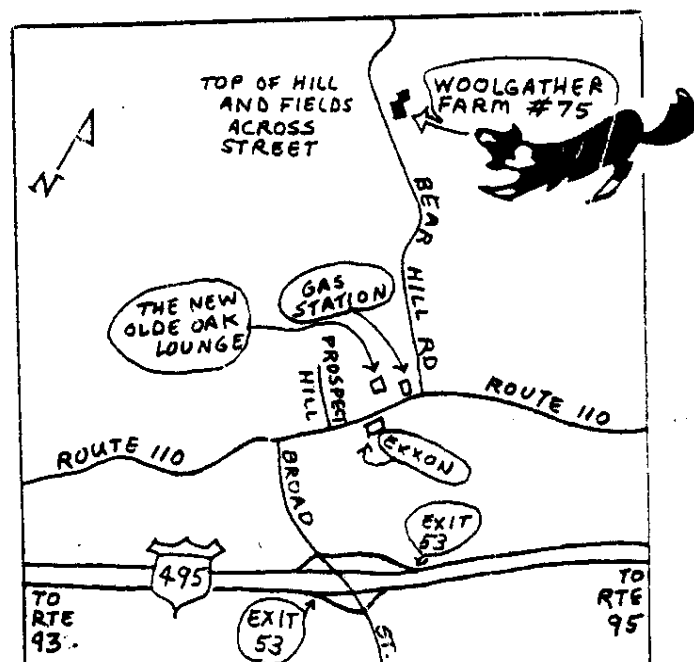 TOP OF HILL
AND FIELDS
ACROSS
STREET
WOOLGATHER
FARM #75
N
BEAR HILL RD
GAS
STATION
THE NEW
OLDE OAK
LOUNGE
PROSPECT
HILL
ROUTE 110
ROUTE 110
EXXON
BROAD ST.
EXIT
53
495
TO
RTE
93
EXIT
53
TO
RTE
95